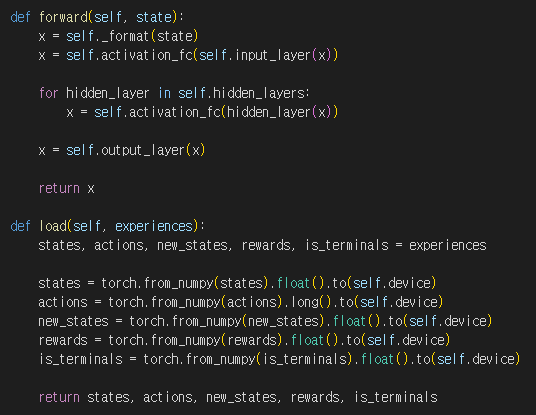 def forward(self, state):
    x = self._format(state)
    x = self.activation_fc(self.input_layer(x))

    for hidden_layer in self.hidden_layers:
        x = self.activation_fc(hidden_layer(x))

    x = self.output_layer(x)

    return x

def load(self, experiences):
    states, actions, new_states, rewards, is_terminals = experiences

    states = torch.from_numpy(states).float().to(self.device)
    actions = torch.from_numpy(actions).long().to(self.device)
    new_states = torch.from_numpy(new_states).float().to(self.device)
    rewards = torch.from_numpy(rewards).float().to(self.device)
    is_terminals = torch.from_numpy(is_terminals).float().to(self.device)

    return states, actions, new_states, rewards, is_terminals